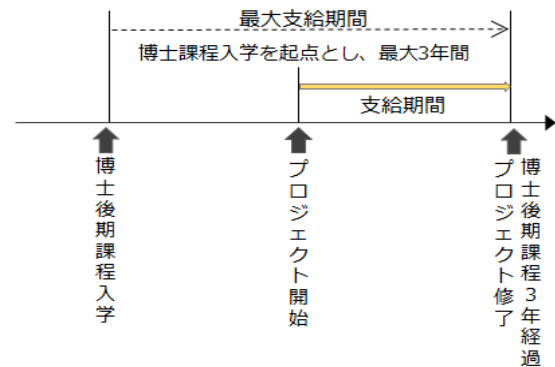 最大支給期間
博士課程入学を起点とし、最大3年間
支給期間
博士後期課程入学
プロジェクト開始
プロジェクト修了
博士後期課程3年経過